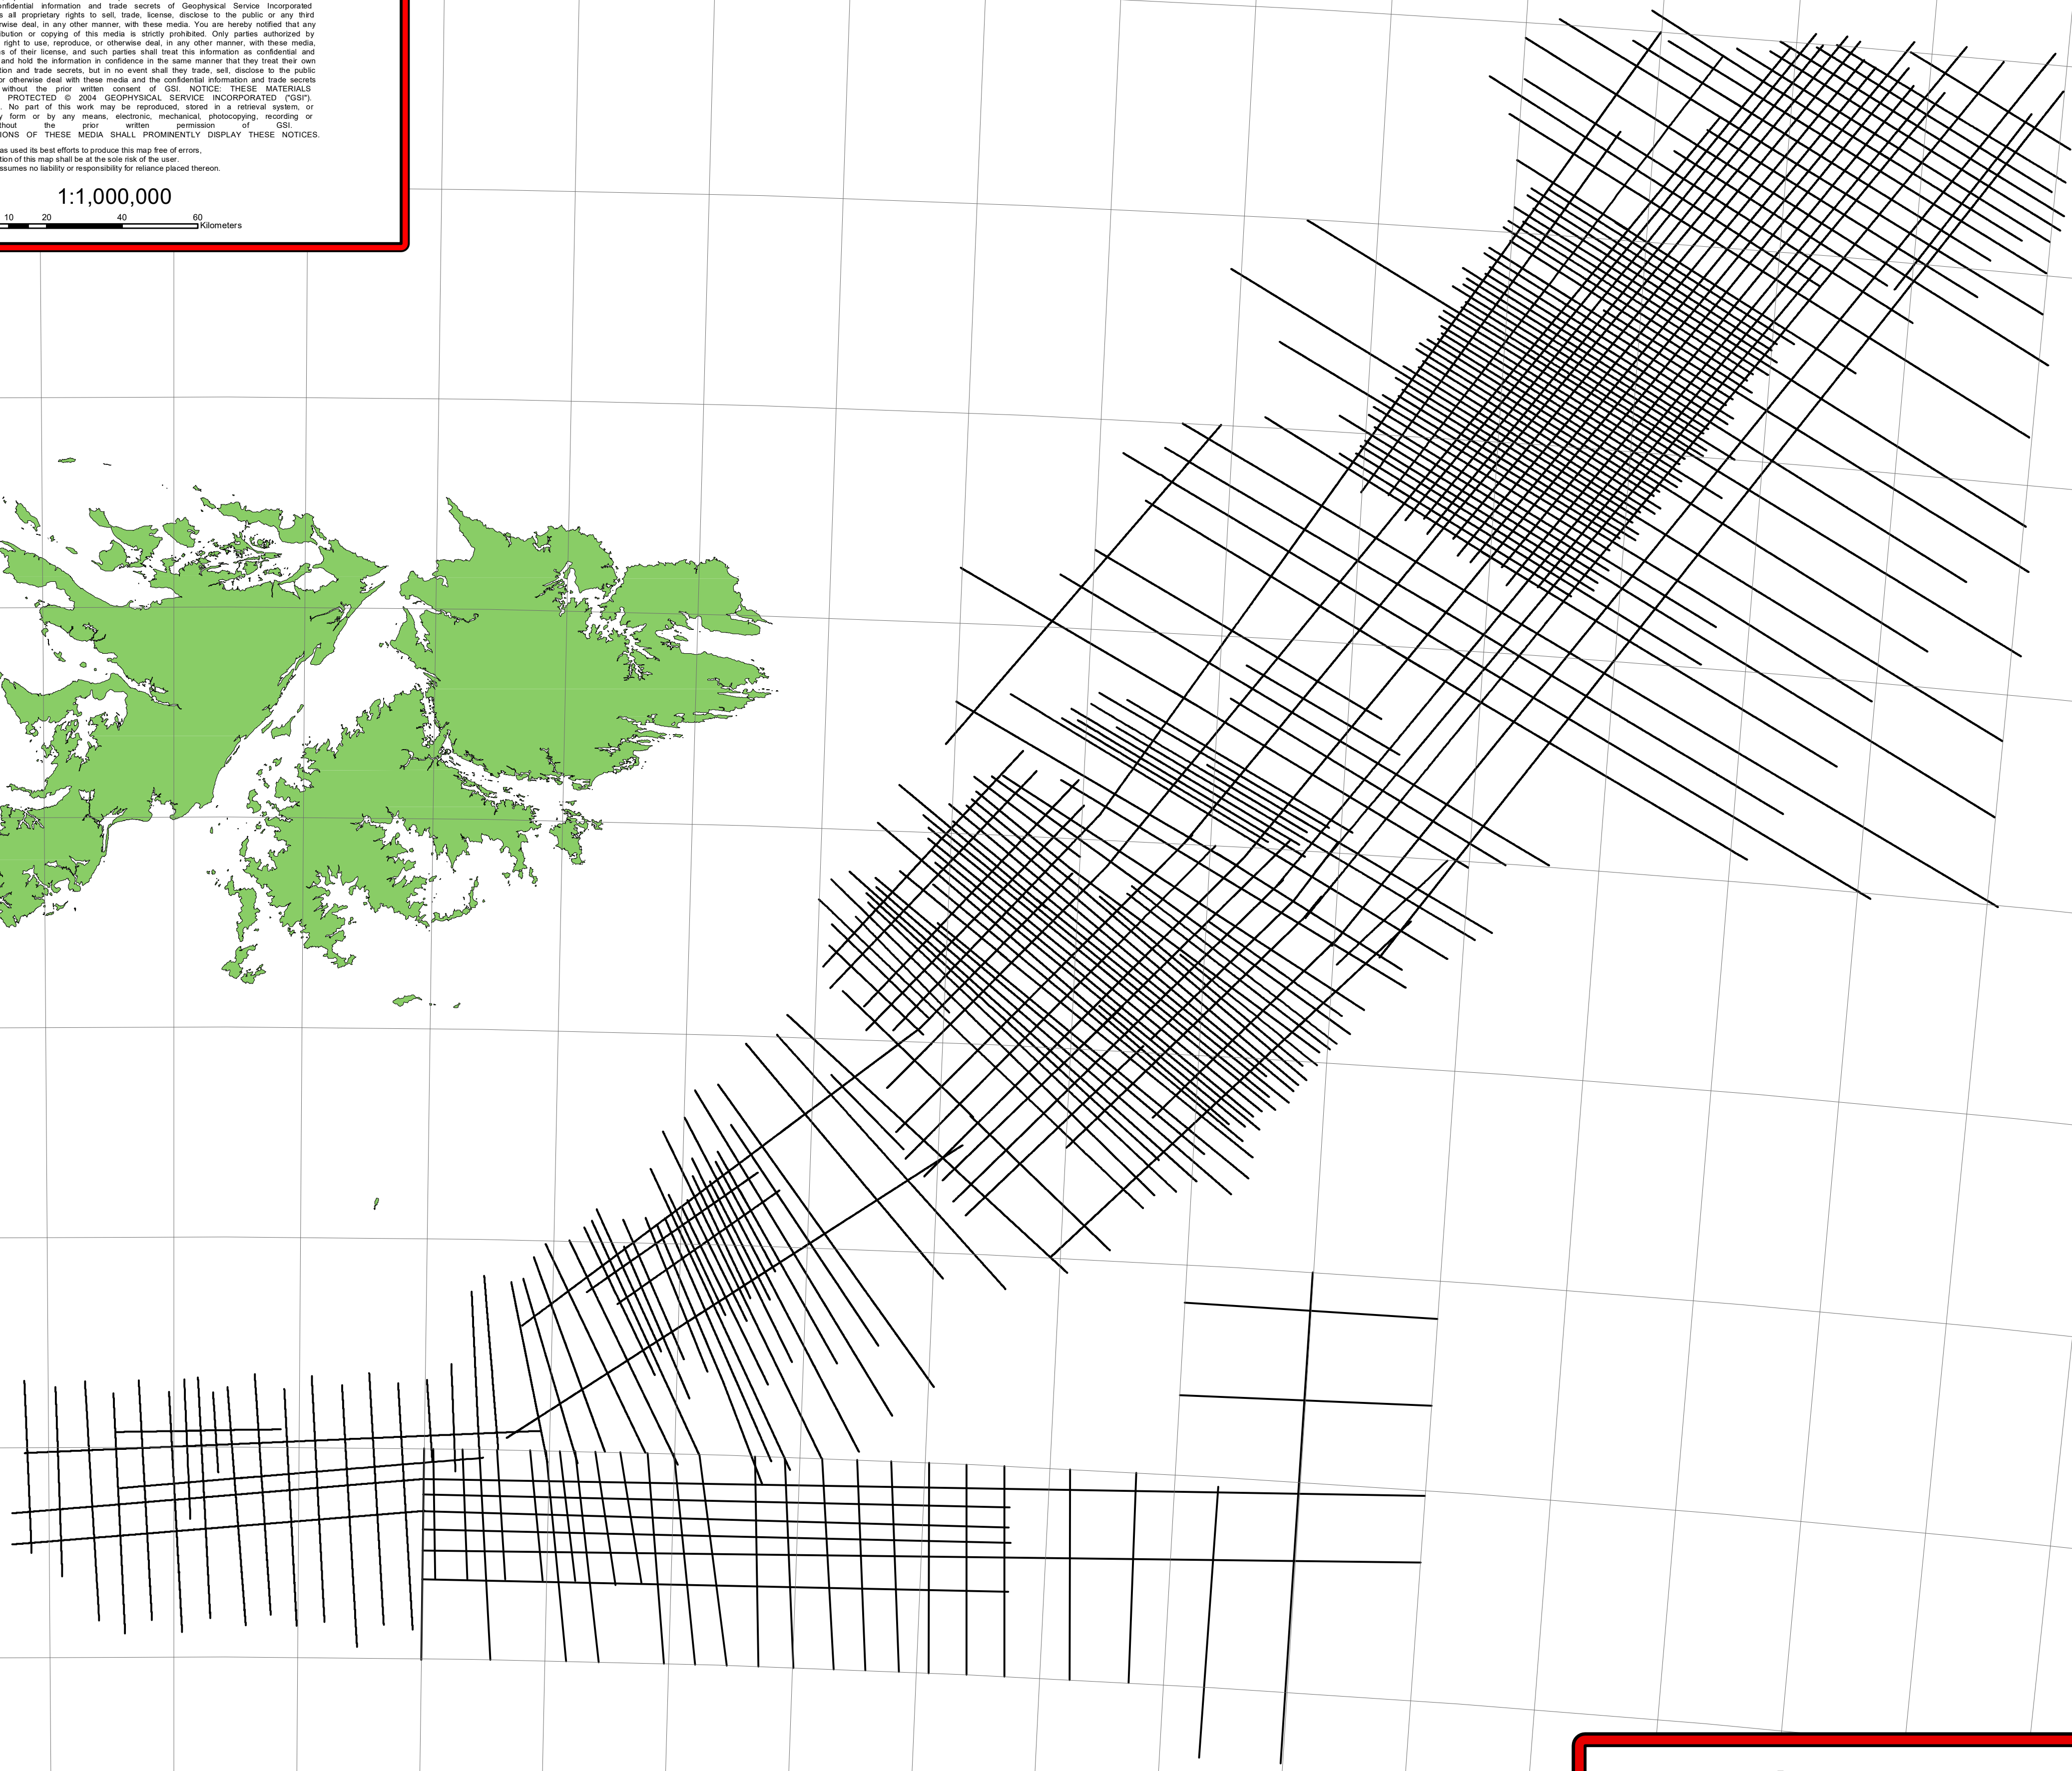 nfidential information and trade secrets of Geophysical Service Incorporated
s all proprietary rights to sell, trade, license, disclose to the public or any third
rwise deal, in any other manner, with these media. You are hereby notified that any
ibution or copying of this media is strictly prohibited. Only parties authorized by
right to use, reproduce, or otherwise deal, in any other manner, with these media,
s of their license, and such parties shall treat this information as confidential and
and hold the information in confidence in the same manner that they treat their own
tion and trade secrets, but in no event shall they trade, sell, disclose to the public
or otherwise deal with these media and the confidential information and trade secrets
without the prior written consent of GSI. NOTICE: THESE MATERIALS
PROTECTED © 2004 GEOPHYSICAL SERVICE INCORPORATED ("GSI").
. No part of this work may be reproduced, stored in a retrieval system, or
y form or by any means, electronic, mechanical, photocopying, recording or
thout the prior written permission of GSI.
IONS OF THESE MEDIA SHALL PROMINENTLY DISPLAY THESE NOTICES.
as used its best efforts to produce this map free of errors,
tion of this map shall be at the sole risk of the user.
ssumes no liability or responsibility for reliance placed thereon.
1:1,000,000
10 20 40 60
Kilometers